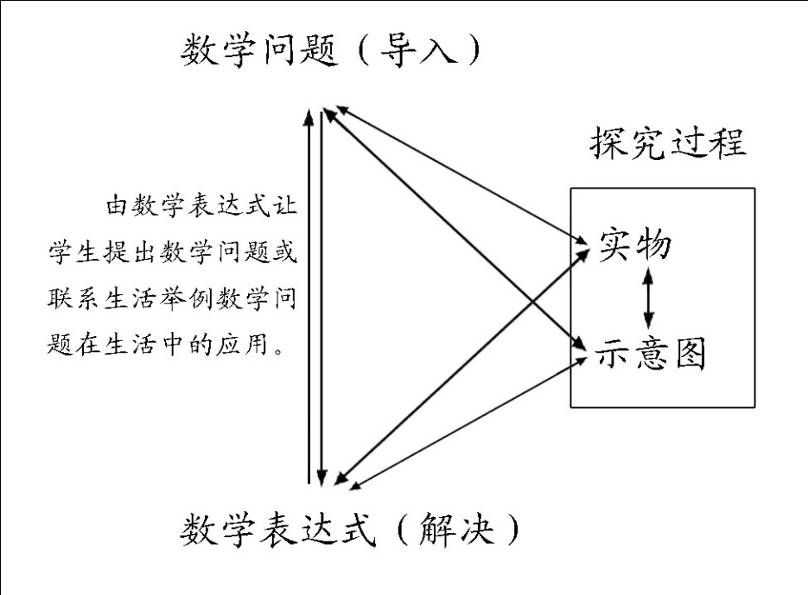 数学问题（导入）
探究过程
由数学表达式让
学生提出数学问题或
联系生活举例数学问
题在生活中的应用。
实物
示意图
数学表达式（解决）